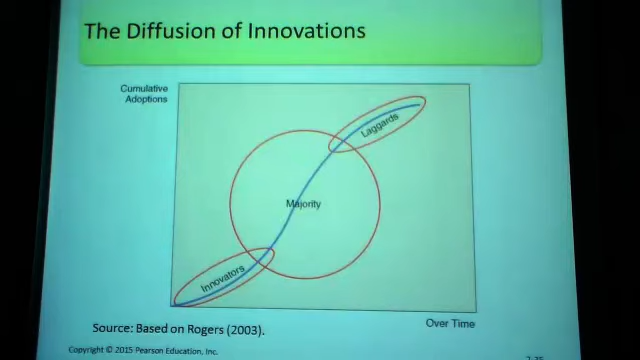 The Diffusion of Innovations
Cumulative
Adoptions
Laggards
Majority
Innovators
Over Time
Source: Based on Rogers (2003).
Copyright © 2015 Pearson Education, Inc.